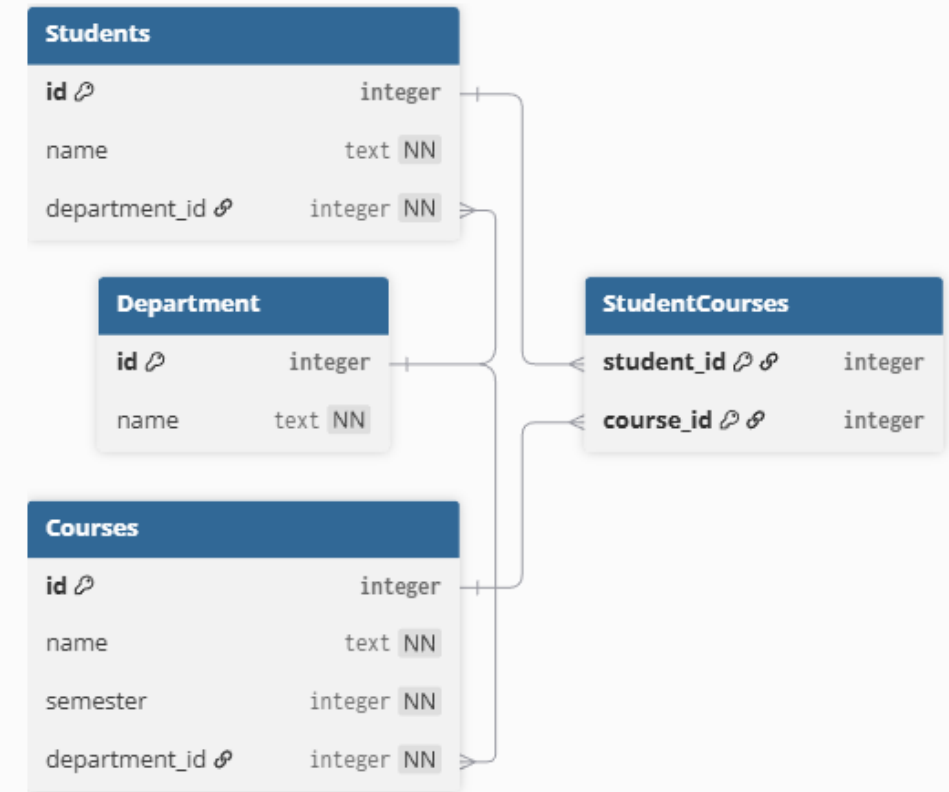 Students
id integer
name text NN
department_id integer NN
Department
id integer
name text NN
StudentCourses
student_id integer
course_id integer
Courses
id integer
name text NN
semester integer NN
department_id integer NN